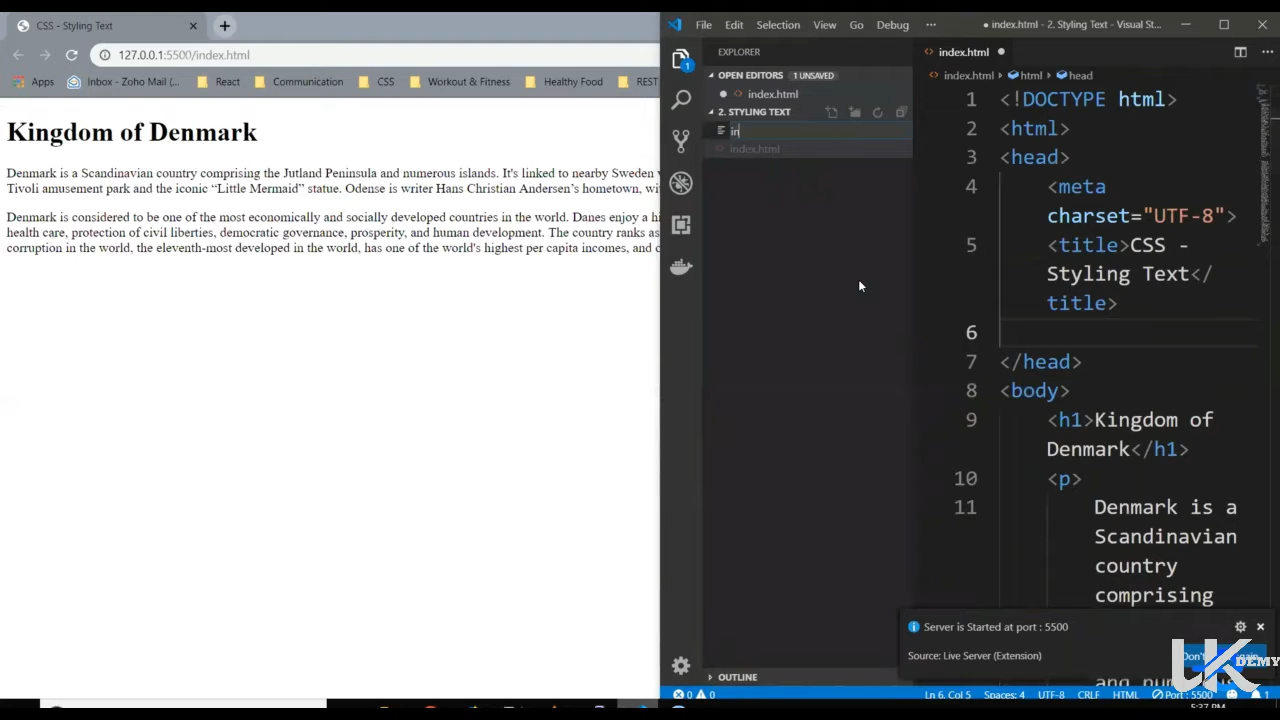 CSS - Styling Text
127.0.0.1:5500/index.html
Apps
Inbox - Zoho Mail (...
React
Communication
CSS
Workout & Fitness
Healthy Food
REST
Kingdom of Denmark
Denmark is a Scandinavian country comprising the Jutland Peninsula and numerous islands. It's linked to nearby Sweden
Tivoli amusement park and the iconic “Little Mermaid” statue. Odense is writer Hans Christian Andersen’s hometown, wi
Denmark is considered to be one of the most economically and socially developed countries in the world. Danes enjoy a hi
health care, protection of civil liberties, democratic governance, prosperity, and human development. The country ranks as
corruption in the world, the eleventh-most developed in the world, has one of the world's highest per capita incomes, and
File Edit Selection View Go Debug ···
● index.html - 2. Styling Text - Visual St...
EXPLORER
OPEN EDITORS 1 UNSAVED
index.html
2. STYLING TEXT
in
index.html
OUTLINE
index.html
index.html › html › head
1 <!DOCTYPE html>
2 <html>
3 <head>
4 <meta
charset="UTF-8">
5 <title>CSS -
Styling Text</
title>
6
7 </head>
8 <body>
9 <h1>Kingdom of
Denmark</h1>
10 <p>
11 Denmark is a
Scandinavian
country
comprising
Server is Started at port : 5500
Source: Live Server (Extension)
UK
DEMY
0 0
Ln 6, Col 5
Spaces: 4
UTF-8
CRLF
HTML
Port : 5500
1